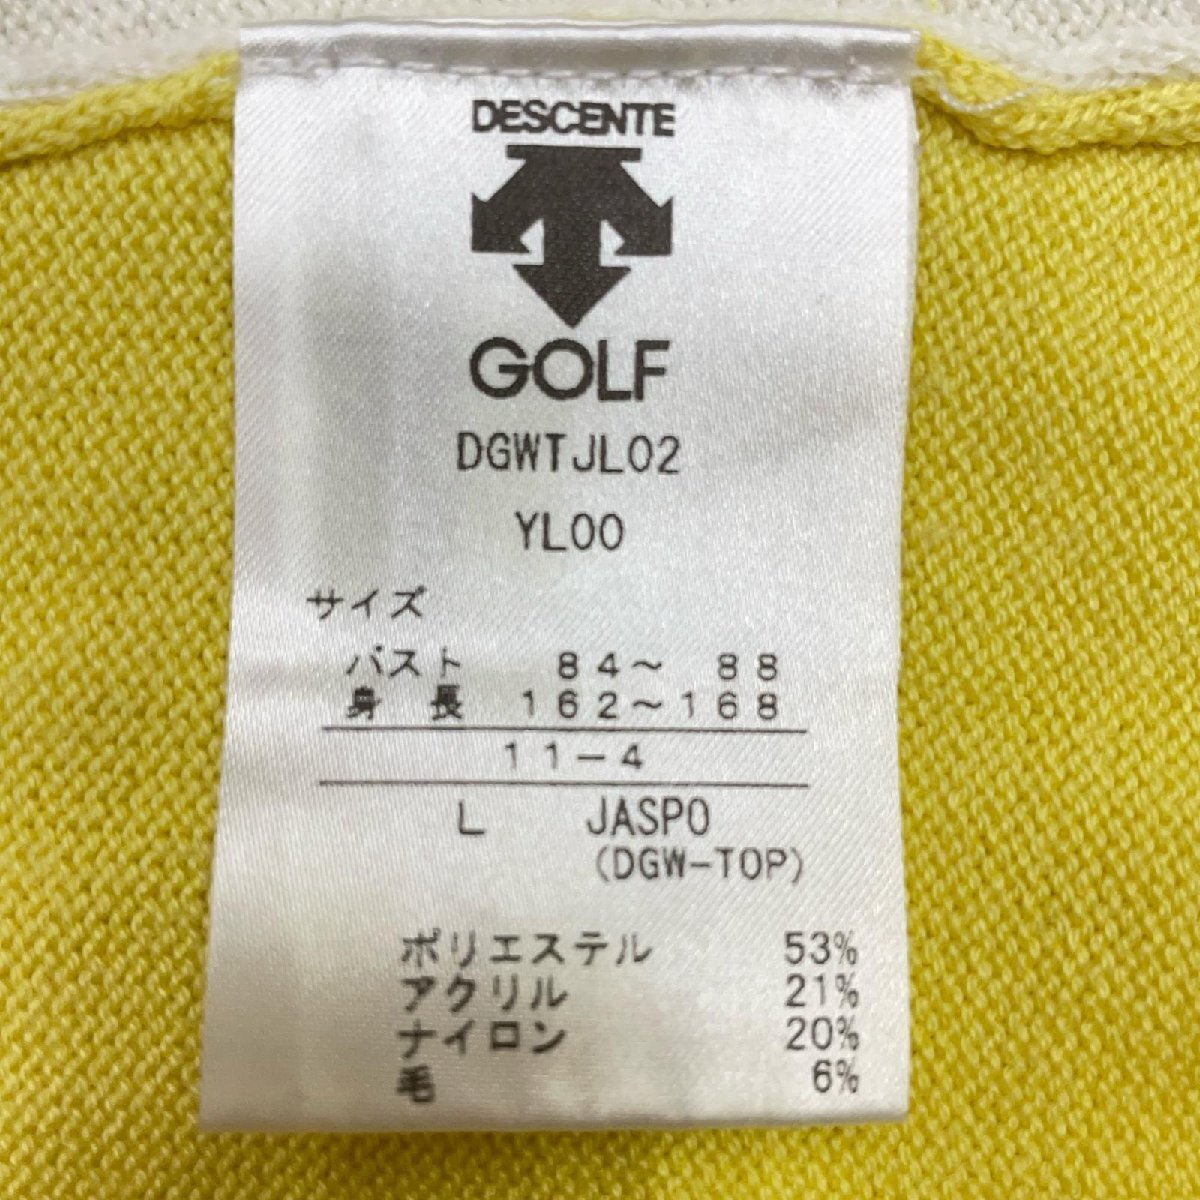 DESCENTE
GOLF
DGWTJL02
YL00
サイズ
バスト 84～ 88
身長 162～168
11-4
L JASPO
(DGW-TOP)
ポリエステル 53%
アクリル 21%
ナイロン 20%
毛 6%